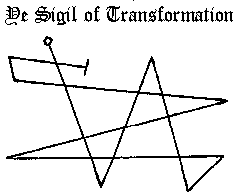 Ye Sigil of Transformation